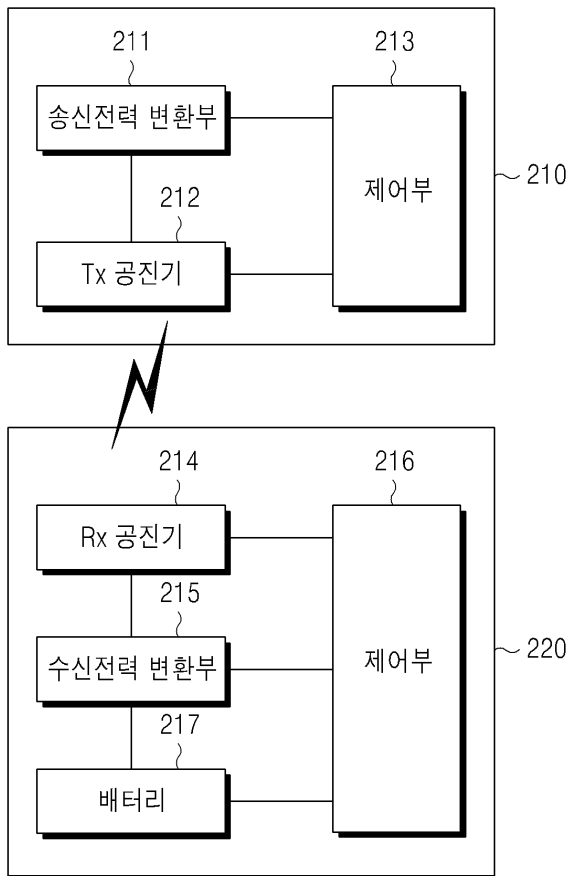 211
213
송신전력 변환부
제어부
210
212
Tx 공진기
214
216
Rx 공진기
215
수신전력 변환부
제어부
220
217
배터리